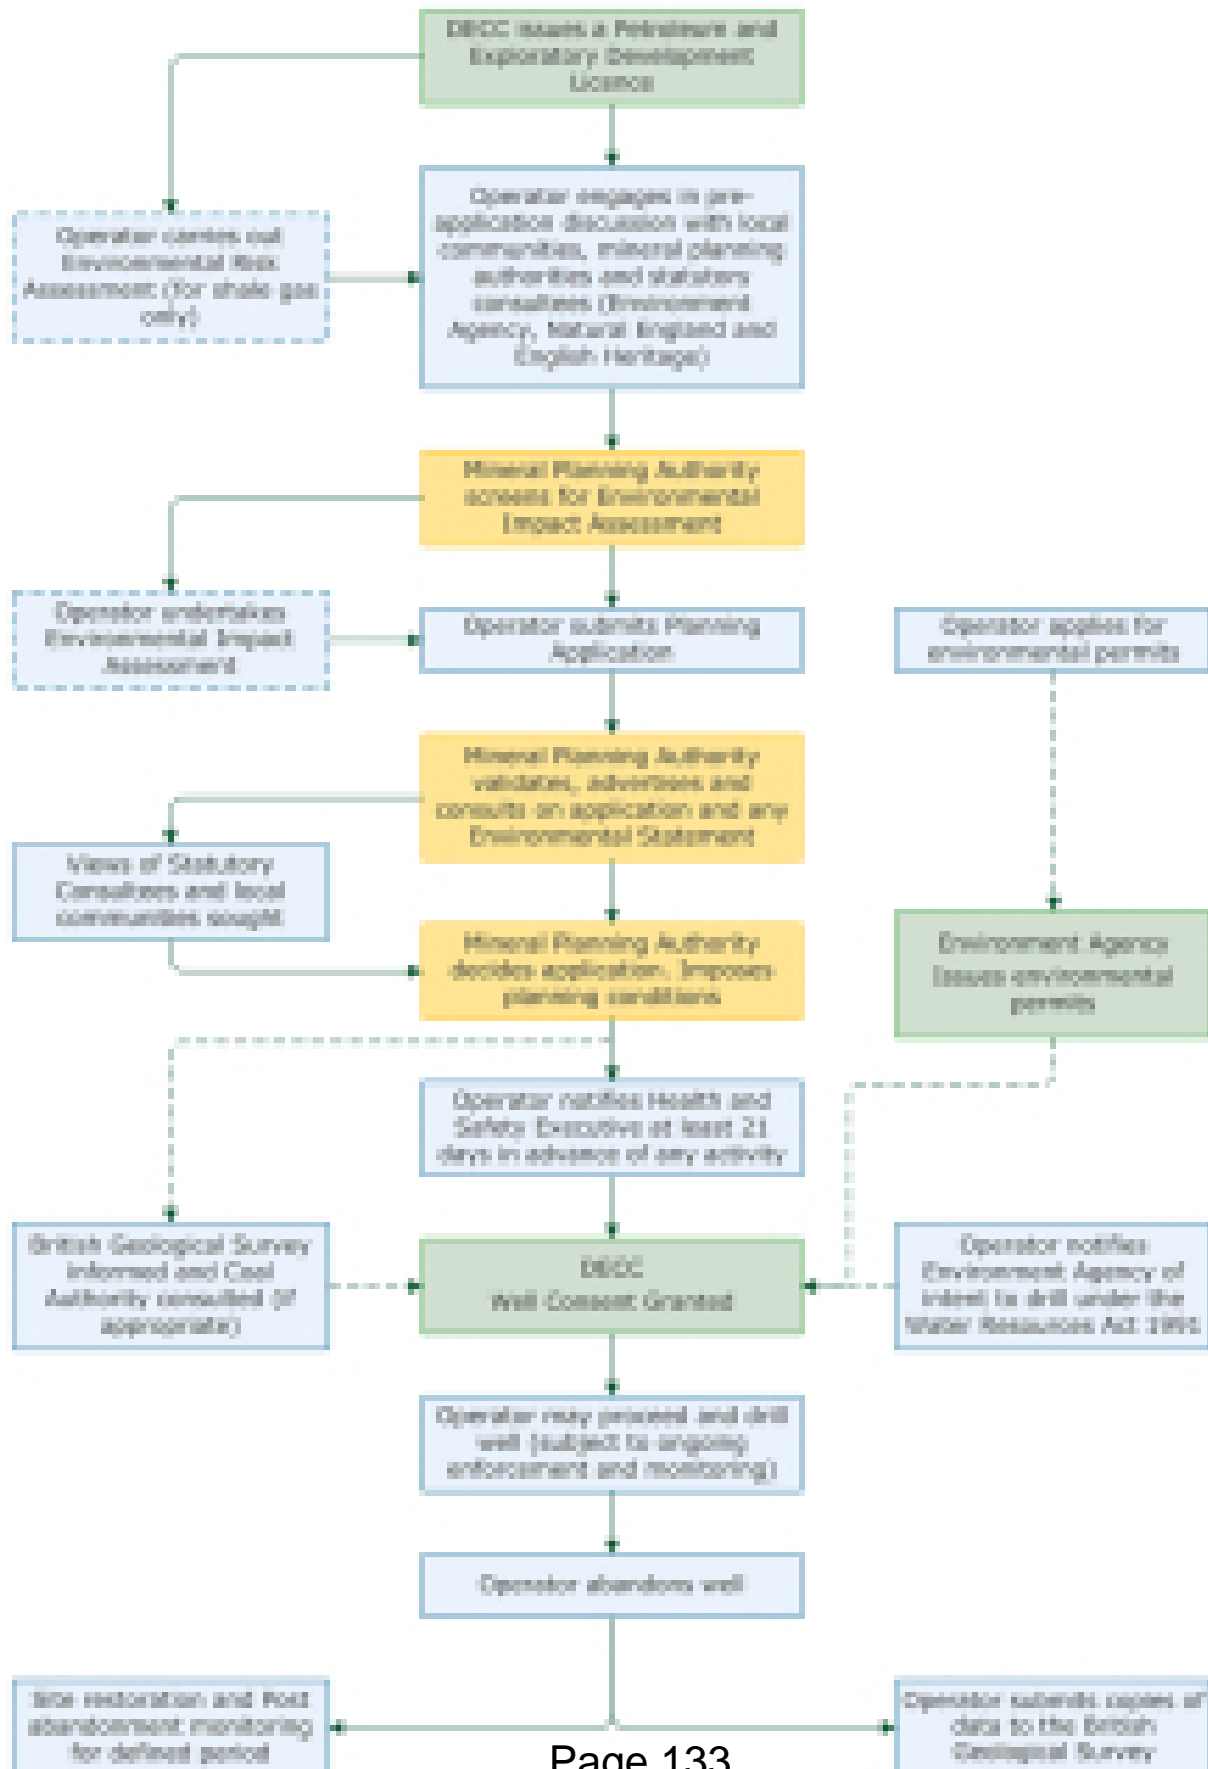 DECC issues a Petroleum and
Exploratory Development
Licence
Operator engages in pre-
application discussion with local
communities, mineral planning
authorities and statutory
consultees (Environment
Agency, Natural England and
English Heritage)
Operator carries out
Environmental Risk
Assessment (for shale gas
only)
Mineral Planning Authority
screens for Environmental
Impact Assessment
Operator undertakes
Environmental Impact
Assessment
Operator submits Planning
Application
Operator applies for
environmental permits
Mineral Planning Authority
validates, advertises and
consults on application and any
Environmental Statement
Views of Statutory
Consultees and local
communities sought
Mineral Planning Authority
decides application. Imposes
planning conditions
Environment Agency
Issues environmental
permits
Operator notifies Health and
Safety Executive at least 21
days in advance of any activity
British Geological Survey
informed and Coal
Authority consulted (if
appropriate)
DECC
Well Consent Granted
Operator notifies
Environment Agency of
intent to drill under the
Water Resources Act 1991
Operator may proceed and drill
well (subject to ongoing
enforcement and monitoring)
Operator abandons well
Site restoration and Post
abandonment monitoring
for defined period
Operator submits copies of
data to the British
Geological Survey
Page 133